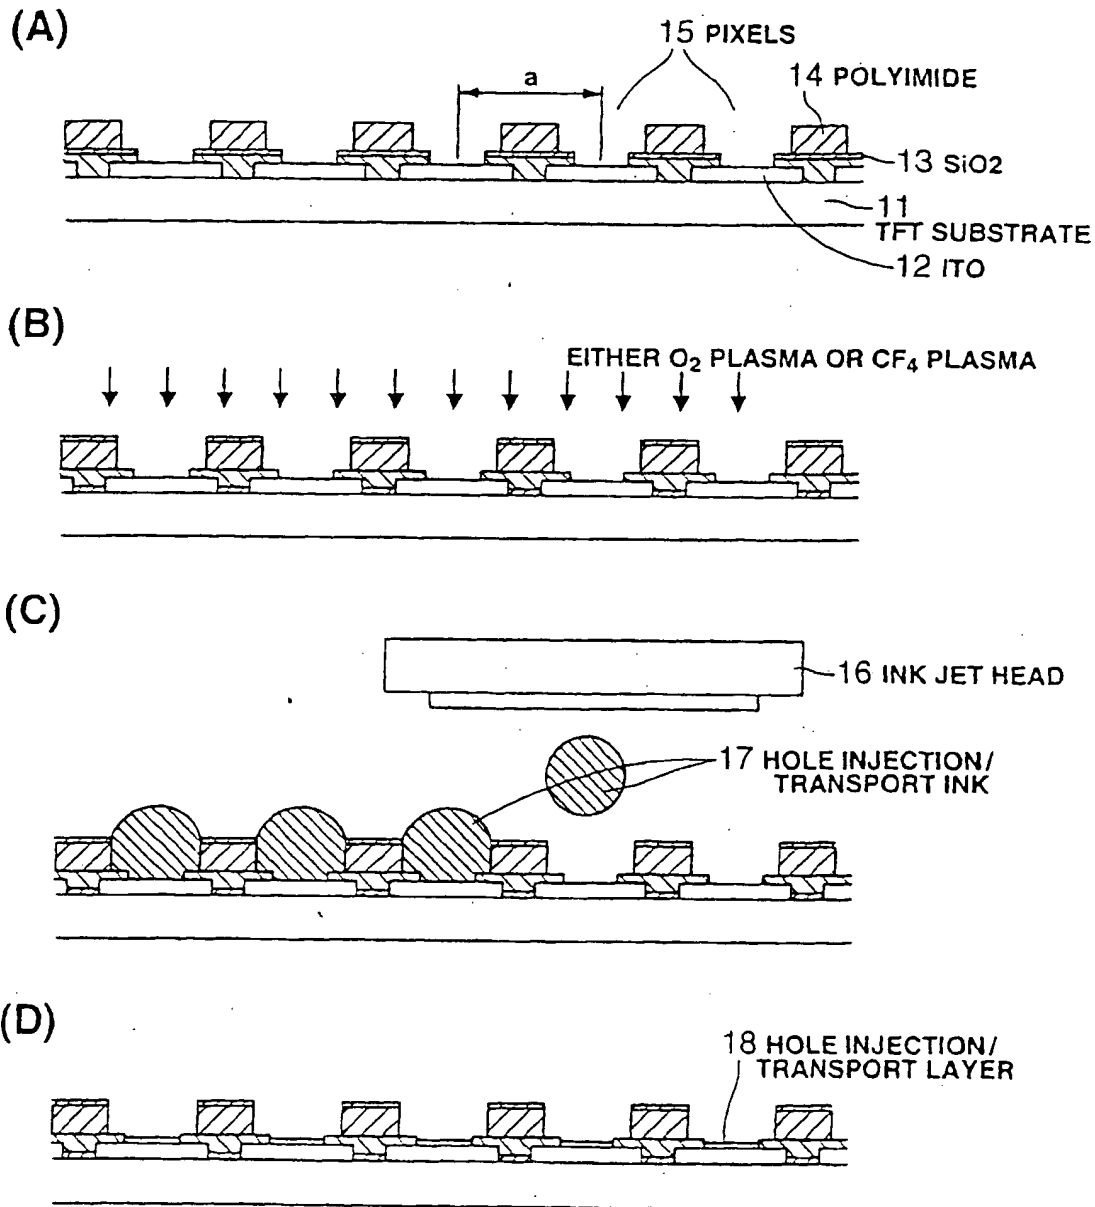 (A)
15 PIXELS
a
14 POLYIMIDE
13 SiO2
11
TFT SUBSTRATE
12 ITO
(B)
EITHER O₂ PLASMA OR CF₄ PLASMA
(C)
16 INK JET HEAD
17 HOLE INJECTION/
TRANSPORT INK
(D)
18 HOLE INJECTION/
TRANSPORT LAYER